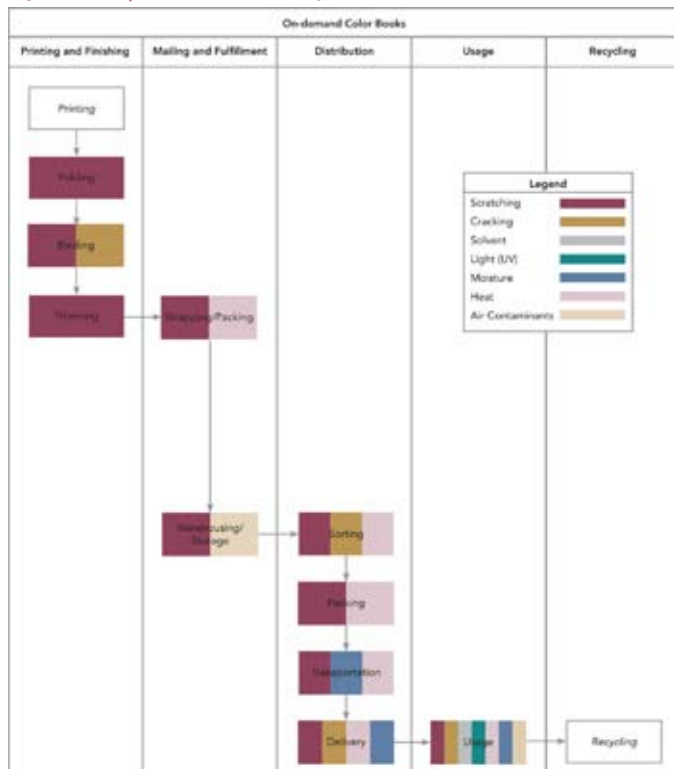 On-demand Color Books
Printing and Finishing
Mailing and Fulfillment
Distribution
Usage
Recycling
Printing
Folding
Binding
Trimming
Wrapping/Packing
Warehousing/
Storage
Sorting
Packing
Transportation
Delivery
Usage
Recycling
Legend
Scratching
Cracking
Solvent
Light (UV)
Moisture
Heat
Air Contaminants